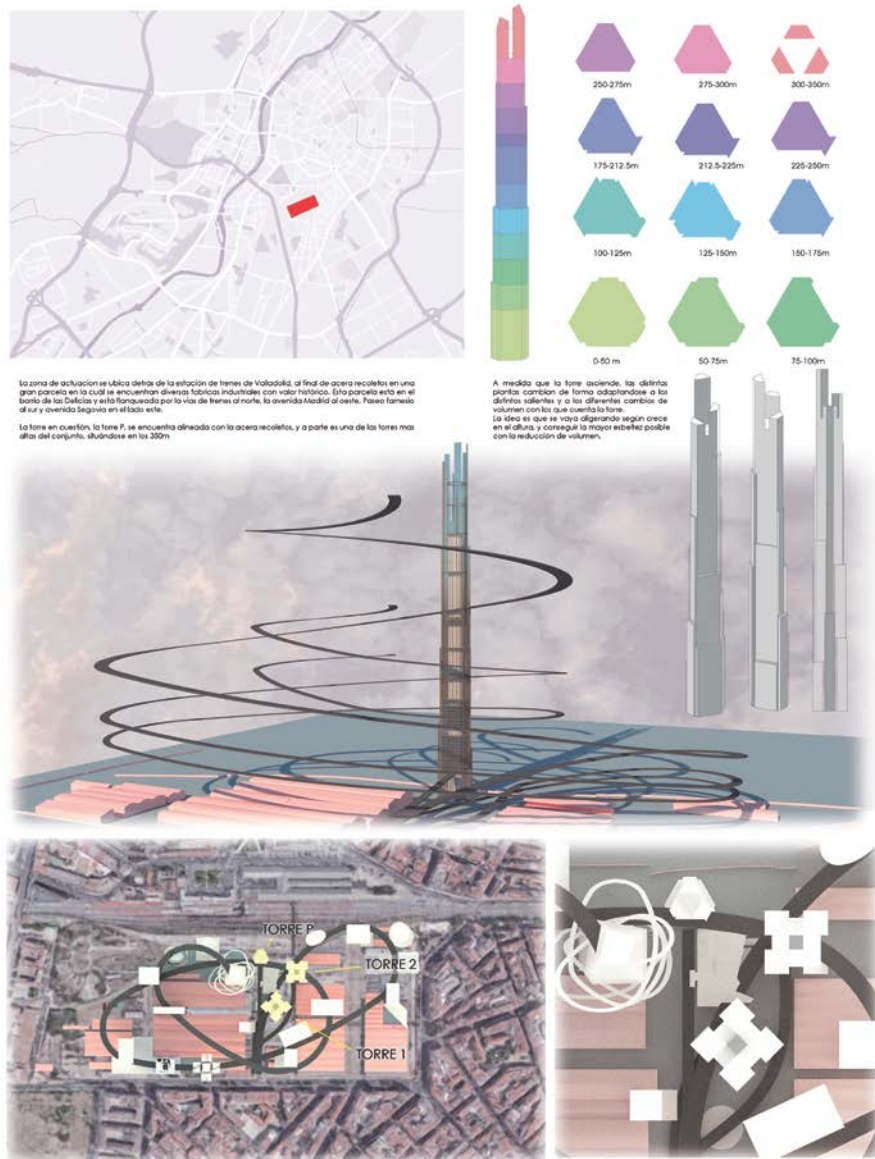 250-275m
275-300m
300-350m
175-212.5m
212.5-225m
225-250m
100-125m
125-150m
150-175m
0-50 m
50-75m
75-100m
La zona de actuacion se ubica detrás de la estación de trenes de Valladolid, al final de acera recoletos en una
gran parcela en la cuál se encuentran diversas fabricas industriales con valor histórico. Esta parcela está en el
barrio de las Delicias y está flanqueada por la vias de trenes al norte, la avenida Madrid al oeste, Paseo farnesio
al sur y avenida Segovia en el lado este.
La torre en cuestión, la torre P, se encuentra alineada con la acera recoletos, y a parte es una de las torres mas
altas del conjunto, situándose en los 350m
A medida que la torre asciende, las distintas
plantas cambian de forma adaptandose a los
distintos salientes y a los diferentes cambios de
volumen con los que cuenta la torre.
La idea es que se vaya aligerando según crece
en el altura, y conseguir la mayor esbeltez posible
con la reducción de volumen.
TORRE P
TORRE 2
TORRE 1